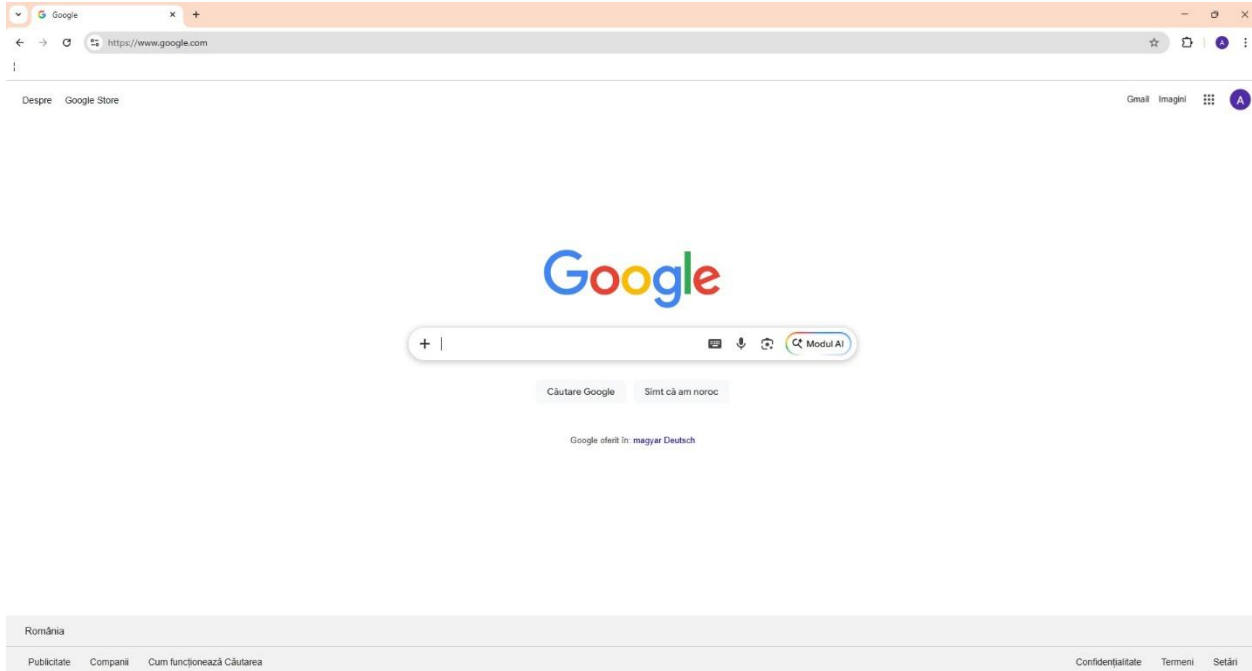 Google
https://www.google.com
A
Despre Google Store
Gmail Imagini
A
Google
Modul AI
Căutare Google Simt că am noroc
Google oferit în: magyar Deutsch
România
Publicitate Companii Cum funcționează Căutarea
Confidențialitate Termeni Setări